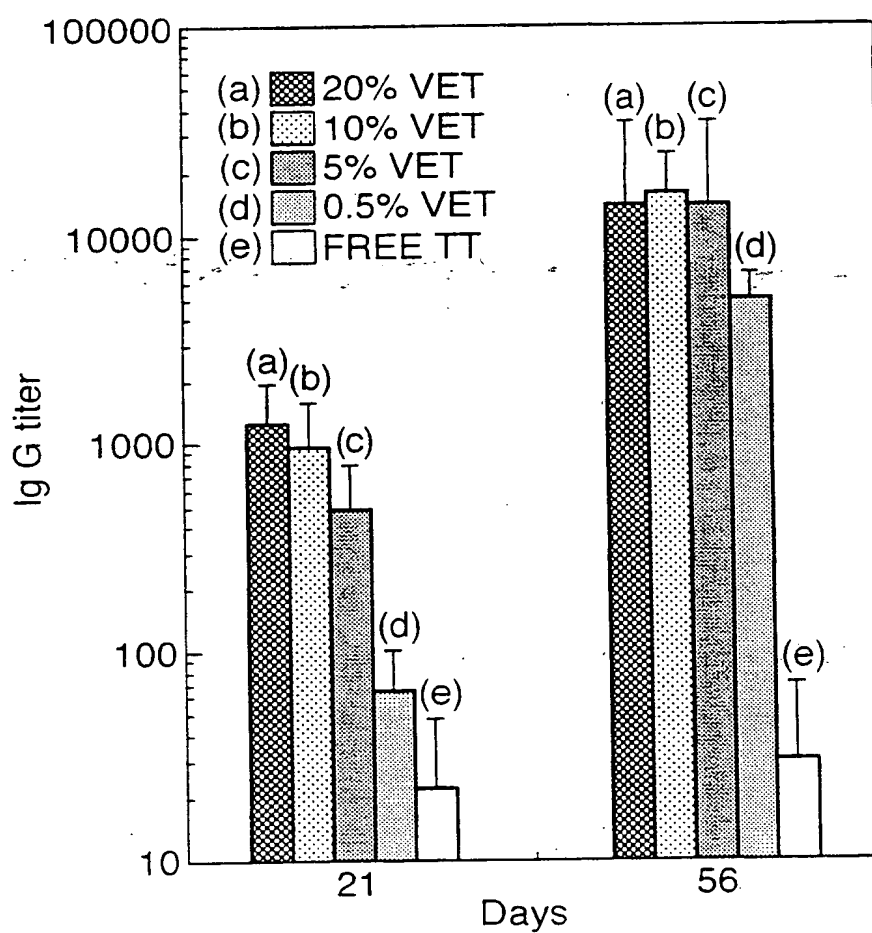 100000
10000
1000
100
10
Ig G titer
(a) 20% VET
(b) 10% VET
(c) 5% VET
(d) 0.5% VET
(e) FREE TT
(a) (b) (c) (d) (e)
(a) (b) (c) (d) (e)
21 56
Days